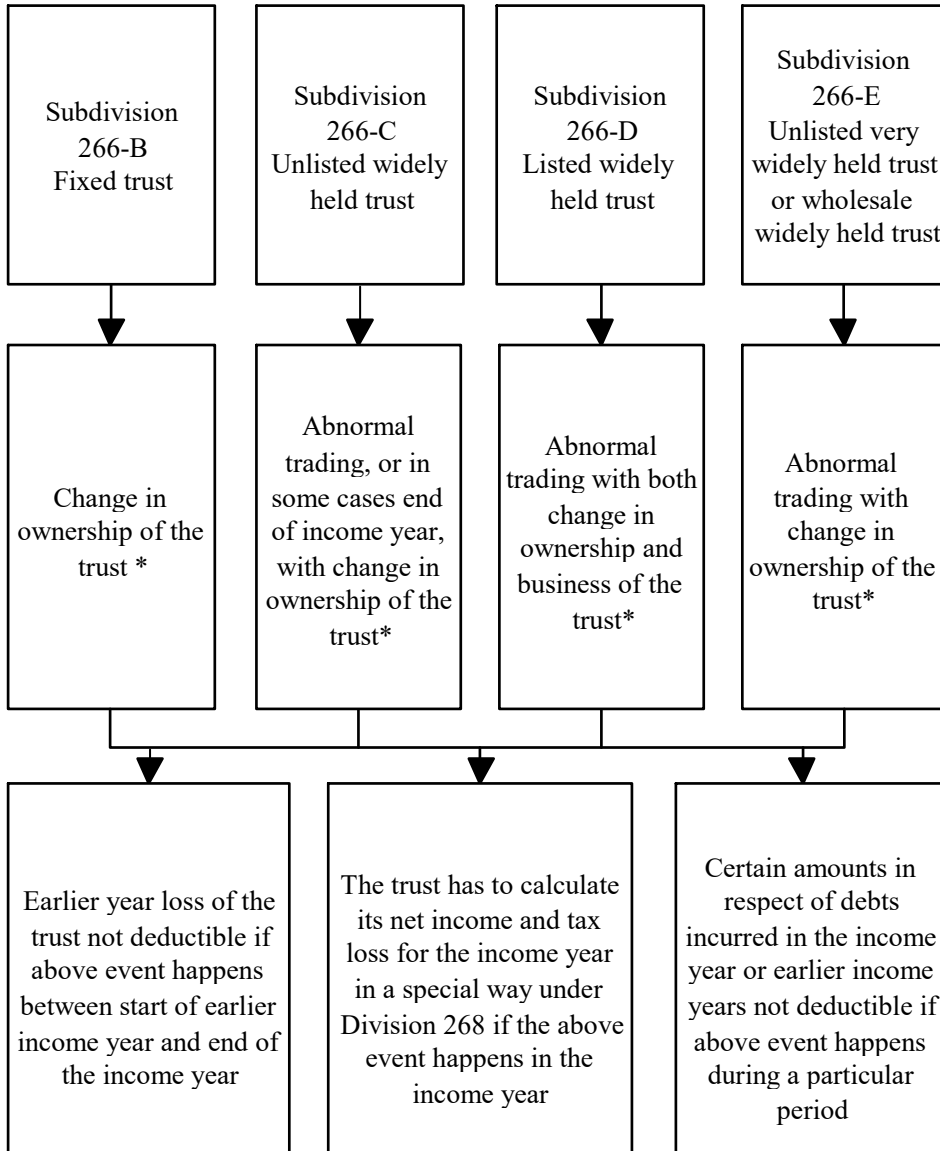 Subdivision
266-B
Fixed trust
Subdivision
266-C
Unlisted widely
held trust
Subdivision
266-D
Listed widely
held trust
Subdivision
266-E
Unlisted very
widely held trust
or wholesale
widely held trust
Change in
ownership of the
trust *
Abnormal
trading, or in
some cases end
of income year,
with change in
ownership of the
trust*
Abnormal
trading with both
change in
ownership and
business of the
trust*
Abnormal
trading with
change in
ownership of the
trust*
Earlier year loss of the
trust not deductible if
above event happens
between start of earlier
income year and end of
the income year
The trust has to calculate
its net income and tax
loss for the income year
in a special way under
Division 268 if the above
event happens in the
income year
Certain amounts in
respect of debts
incurred in the income
year or earlier income
years not deductible if
above event happens
during a particular
period